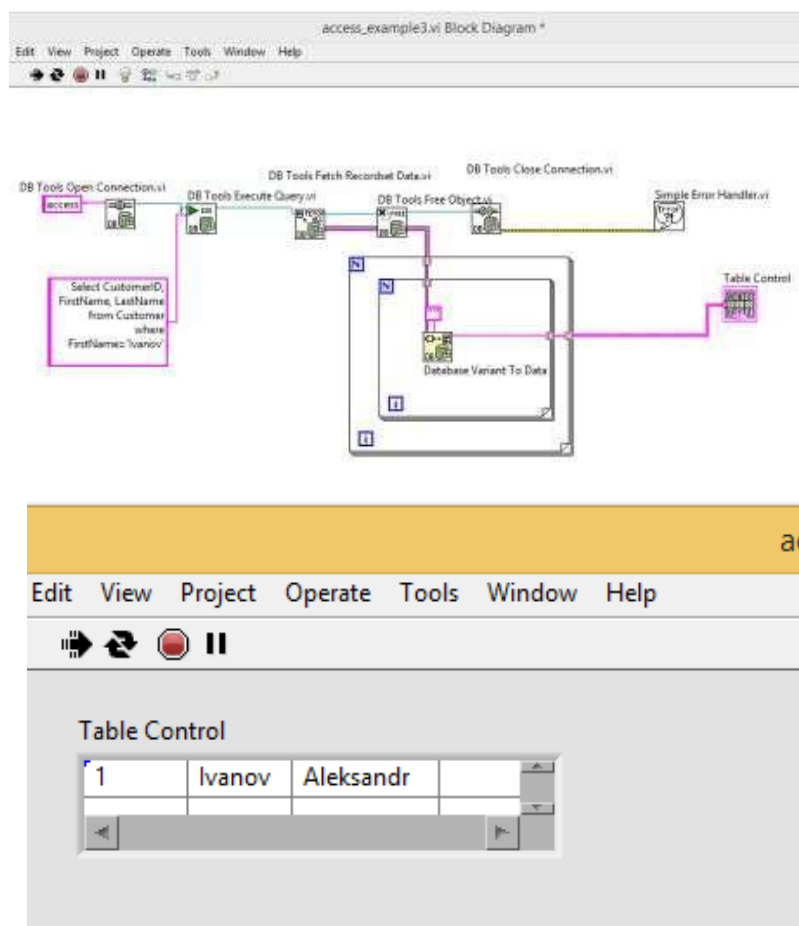 access_example3.vi Block Diagram *
Edit View Project Operate Tools Window Help
DB Tools Open Connection.vi
access
DB Tools Execute Query.vi
DB Tools Fetch Recordset Data.vi
DB Tools Free Object.vi
DB Tools Close Connection.vi
Simple Error Handler.vi
Select CustomerID,
FirstName, LastName
from Customer
where
FirstName= 'Ivanov'
N
N
Database Variant To Data
i
i
Table Control
Edit View Project Operate Tools Window Help
Table Control
1 Ivanov Aleksandr